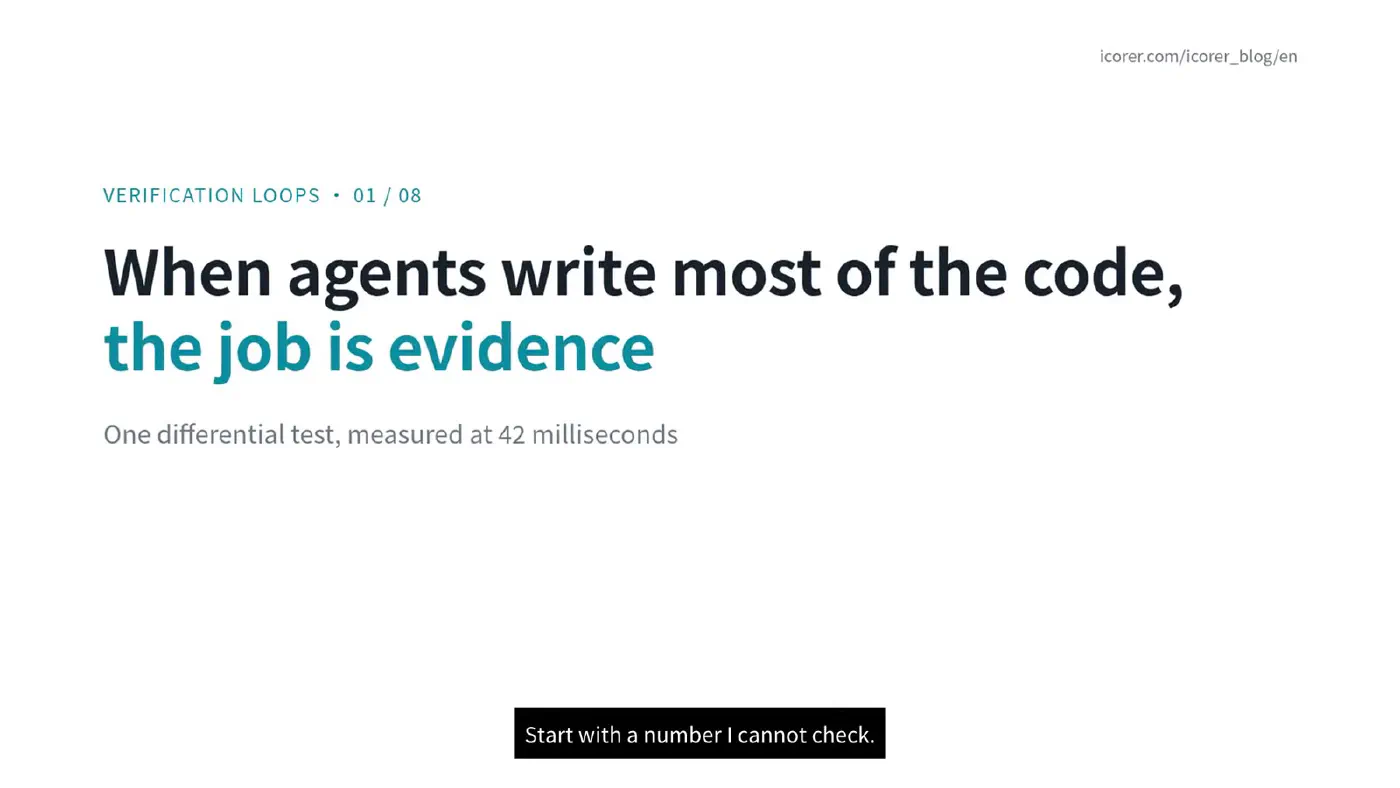 icorer.com/icorer_blog/en
VERIFICATION LOOPS • 01 / 08
When agents write most of the code,
the job is evidence
One differential test, measured at 42 milliseconds
Start with a number I cannot check.